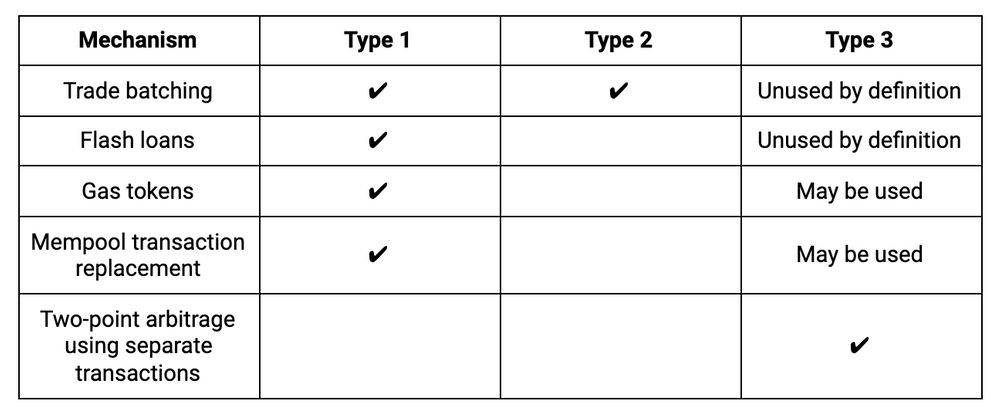 Mechanism Type 1 Type 2 Type 3
Trade batching ✔ ✔ Unused by definition
Flash loans ✔ Unused by definition
Gas tokens ✔ May be used
Mempool transaction
replacement ✔ May be used
Two-point arbitrage
using separate
transactions ✔